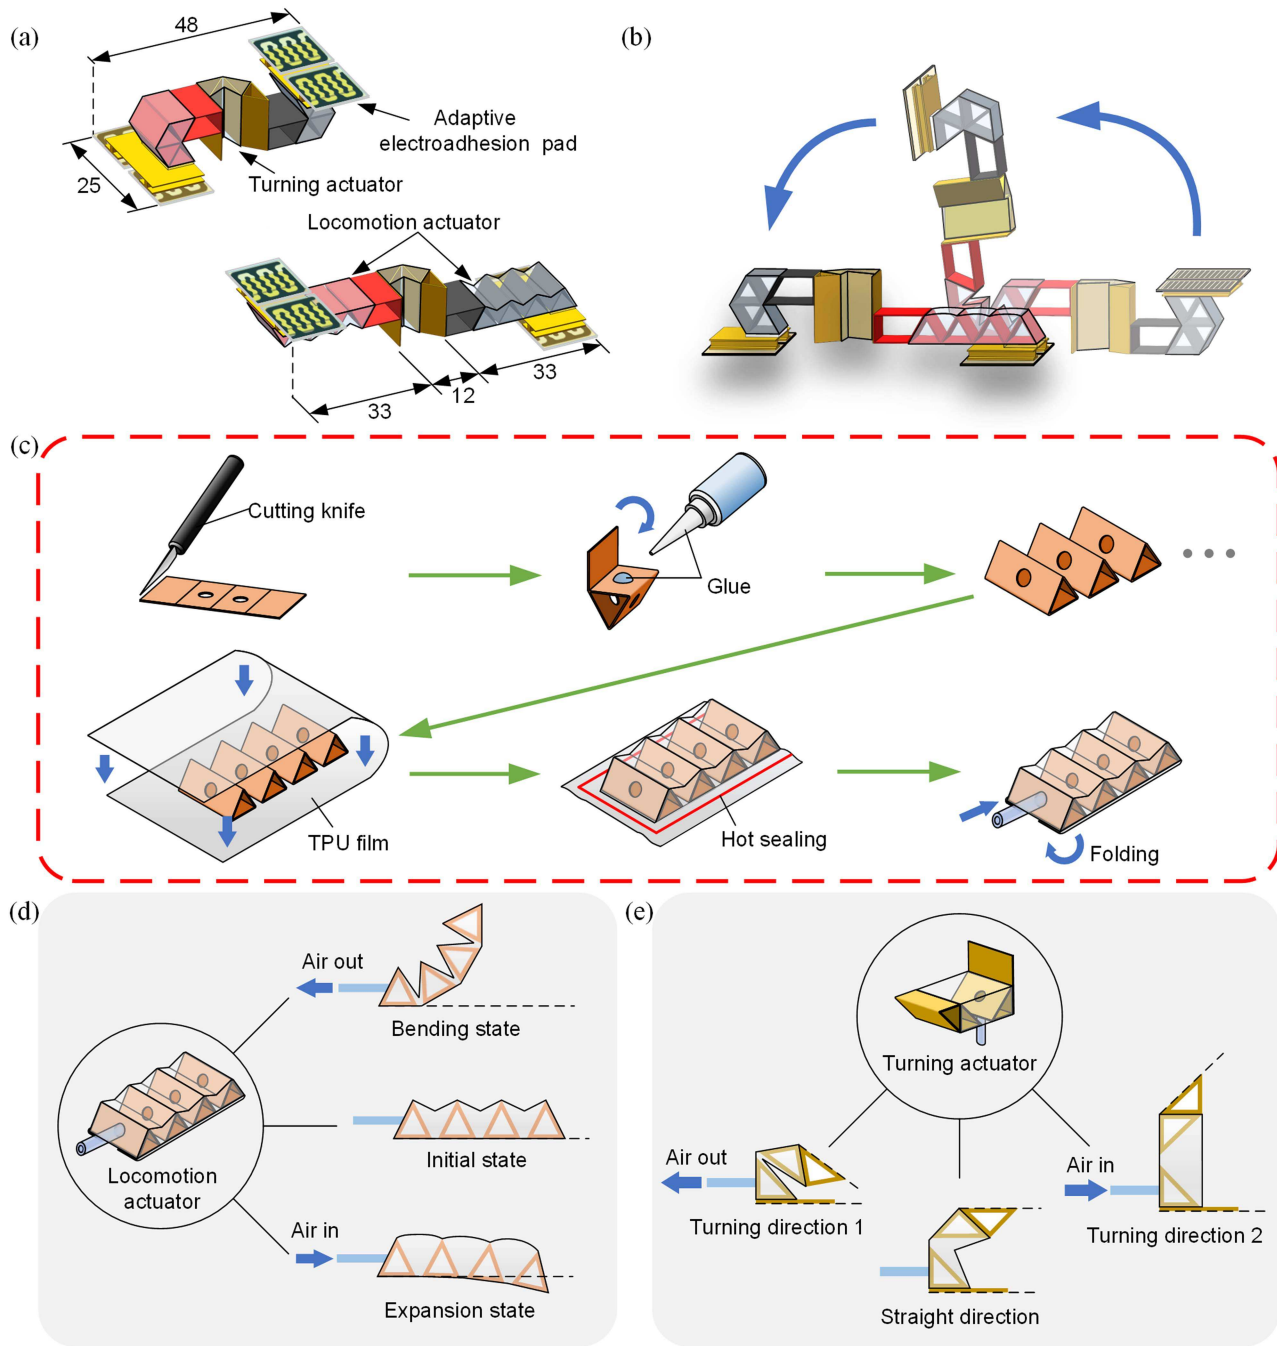 (a)
48
Adaptive
electroadhesion pad
25
Turning actuator
Locomotion actuator
33
12
33
(b)
(c)
Cutting knife
Glue
TPU film
Hot sealing
Folding
(d)
Air out
Bending state
Locomotion
actuator
Initial state
Air in
Expansion state
(e)
Turning actuator
Air out
Turning direction 1
Straight direction
Air in
Turning direction 2